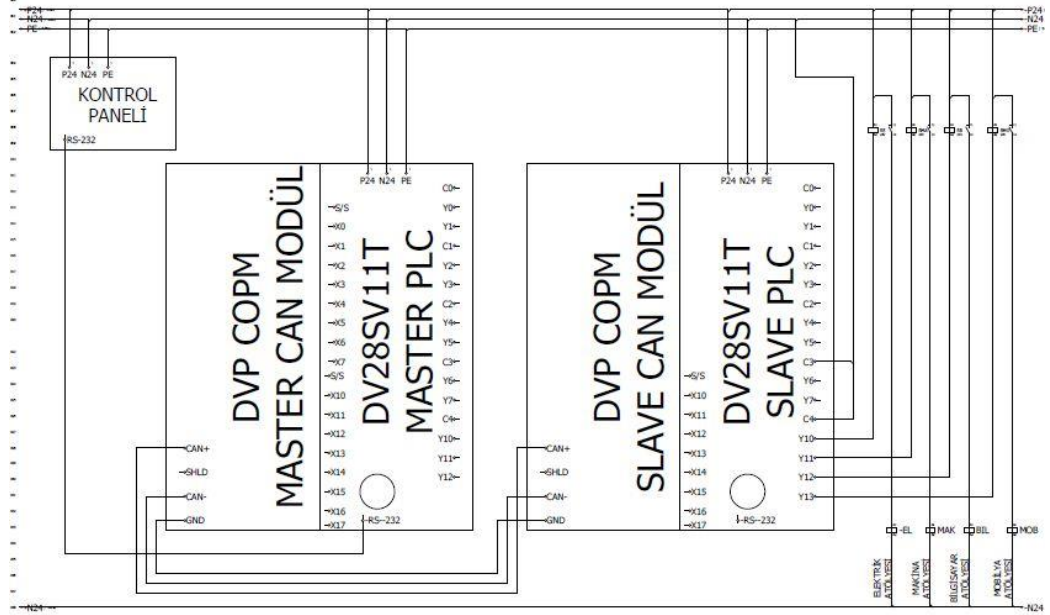 -P24
-N24
-PE
-P24
-N24
-PE
P24 N24 PE
KONTROL
PANELİ
-RS-232
DVP COPM
MASTER CAN MODÜL
CAN+
SHLD
CAN-
GND
P24 N24 PE
DV28SV11T
MASTER PLC
S/S
X0
X1
X2
X3
X4
X5
X6
X7
S/S
X10
X11
X12
X13
X14
X15
X16
X17
C0
Y0
Y1
C1
Y2
Y3
C2
Y4
Y5
C3
Y6
Y7
C4
Y10
Y11
Y12
-RS--232
DVP COPM
SLAVE CAN MODÜL
CAN+
SHLD
CAN-
GND
P24 N24 PE
DV28SV11T
SLAVE PLC
S/S
X10
X11
X12
X13
X14
X15
X16
X17
C0
Y0
Y1
C1
Y2
Y3
C2
Y4
Y5
C3
Y6
Y7
C4
Y10
Y11
Y12
Y13
-RS--232
-EL
MAK
BIL
MOB
ELEKTRİK
ATÖLYESİ
MAKİNA
ATÖLYESİ
BİLGİSAYAR
ATÖLYESİ
MOBİLYA
ATÖLYESİ
-N24
-N24